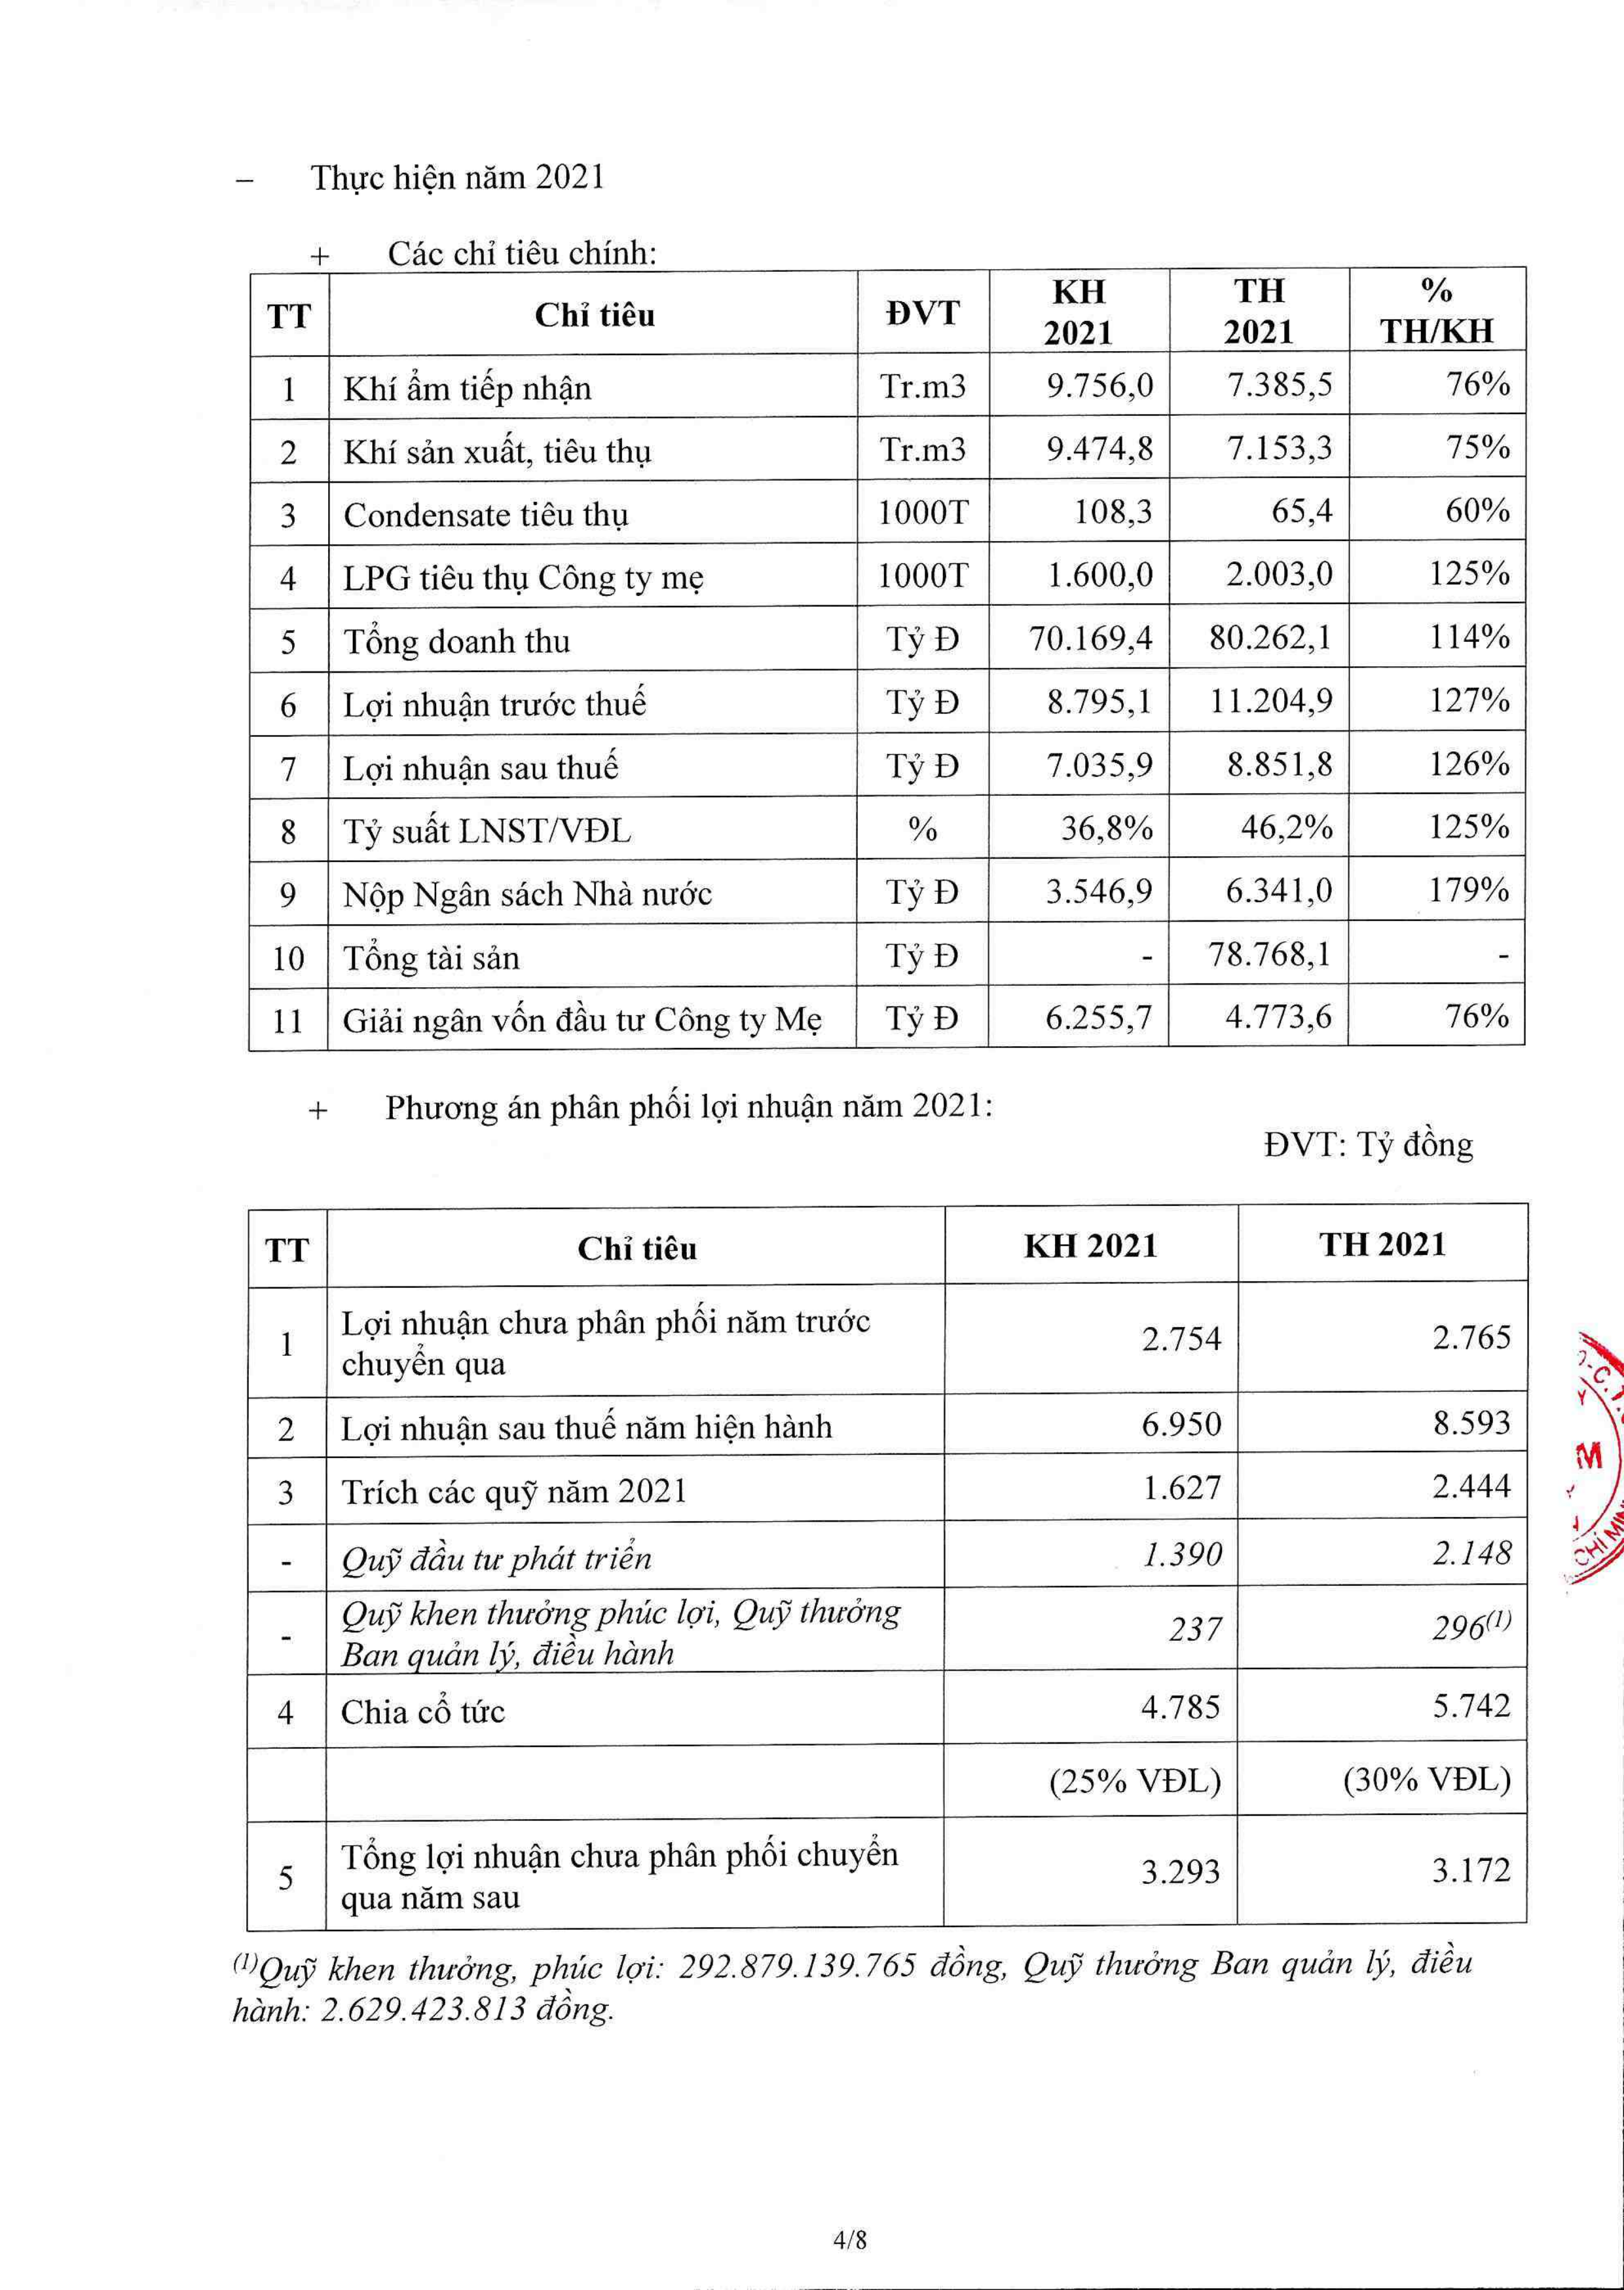 – Thực hiện năm 2021
+ Các chỉ tiêu chính:
TT Chỉ tiêu ĐVT KH 2021 TH 2021 % TH/KH
1 Khí ẩm tiếp nhận Tr.m3 9.756,0 7.385,5 76%
2 Khí sản xuất, tiêu thụ Tr.m3 9.474,8 7.153,3 75%
3 Condensate tiêu thụ 1000T 108,3 65,4 60%
4 LPG tiêu thụ Công ty mẹ 1000T 1.600,0 2.003,0 125%
5 Tổng doanh thu Tỷ Đ 70.169,4 80.262,1 114%
6 Lợi nhuận trước thuế Tỷ Đ 8.795,1 11.204,9 127%
7 Lợi nhuận sau thuế Tỷ Đ 7.035,9 8.851,8 126%
8 Tỷ suất LNST/VĐL % 36,8% 46,2% 125%
9 Nộp Ngân sách Nhà nước Tỷ Đ 3.546,9 6.341,0 179%
10 Tổng tài sản Tỷ Đ - 78.768,1 -
11 Giải ngân vốn đầu tư Công ty Mẹ Tỷ Đ 6.255,7 4.773,6 76%
+ Phương án phân phối lợi nhuận năm 2021:
ĐVT: Tỷ đồng
TT Chỉ tiêu KH 2021 TH 2021
1 Lợi nhuận chưa phân phối năm trước
chuyển qua 2.754 2.765
2 Lợi nhuận sau thuế năm hiện hành 6.950 8.593
3 Trích các quỹ năm 2021 1.627 2.444
- Quỹ đầu tư phát triển 1.390 2.148
- Quỹ khen thưởng phúc lợi, Quỹ thưởng
Ban quản lý, điều hành 237 296(1)
4 Chia cổ tức 4.785 5.742
(25% VĐL) (30% VĐL)
5 Tổng lợi nhuận chưa phân phối chuyển
qua năm sau 3.293 3.172
(1)Quỹ khen thưởng, phúc lợi: 292.879.139.765 đồng, Quỹ thưởng Ban quản lý, điều
hành: 2.629.423.813 đồng.
4/8